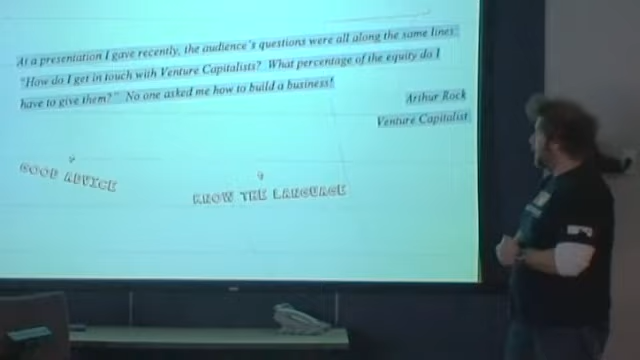 At a presentation I gave recently, the audience's questions were all along the same lines:
"How do I get in touch with Venture Capitalists? What percentage of the equity do I
have to give them?" No one asked me how to build a business!
Arthur Rock
Venture Capitalist
GOOD ADVICE
KNOW THE LANGUAGE